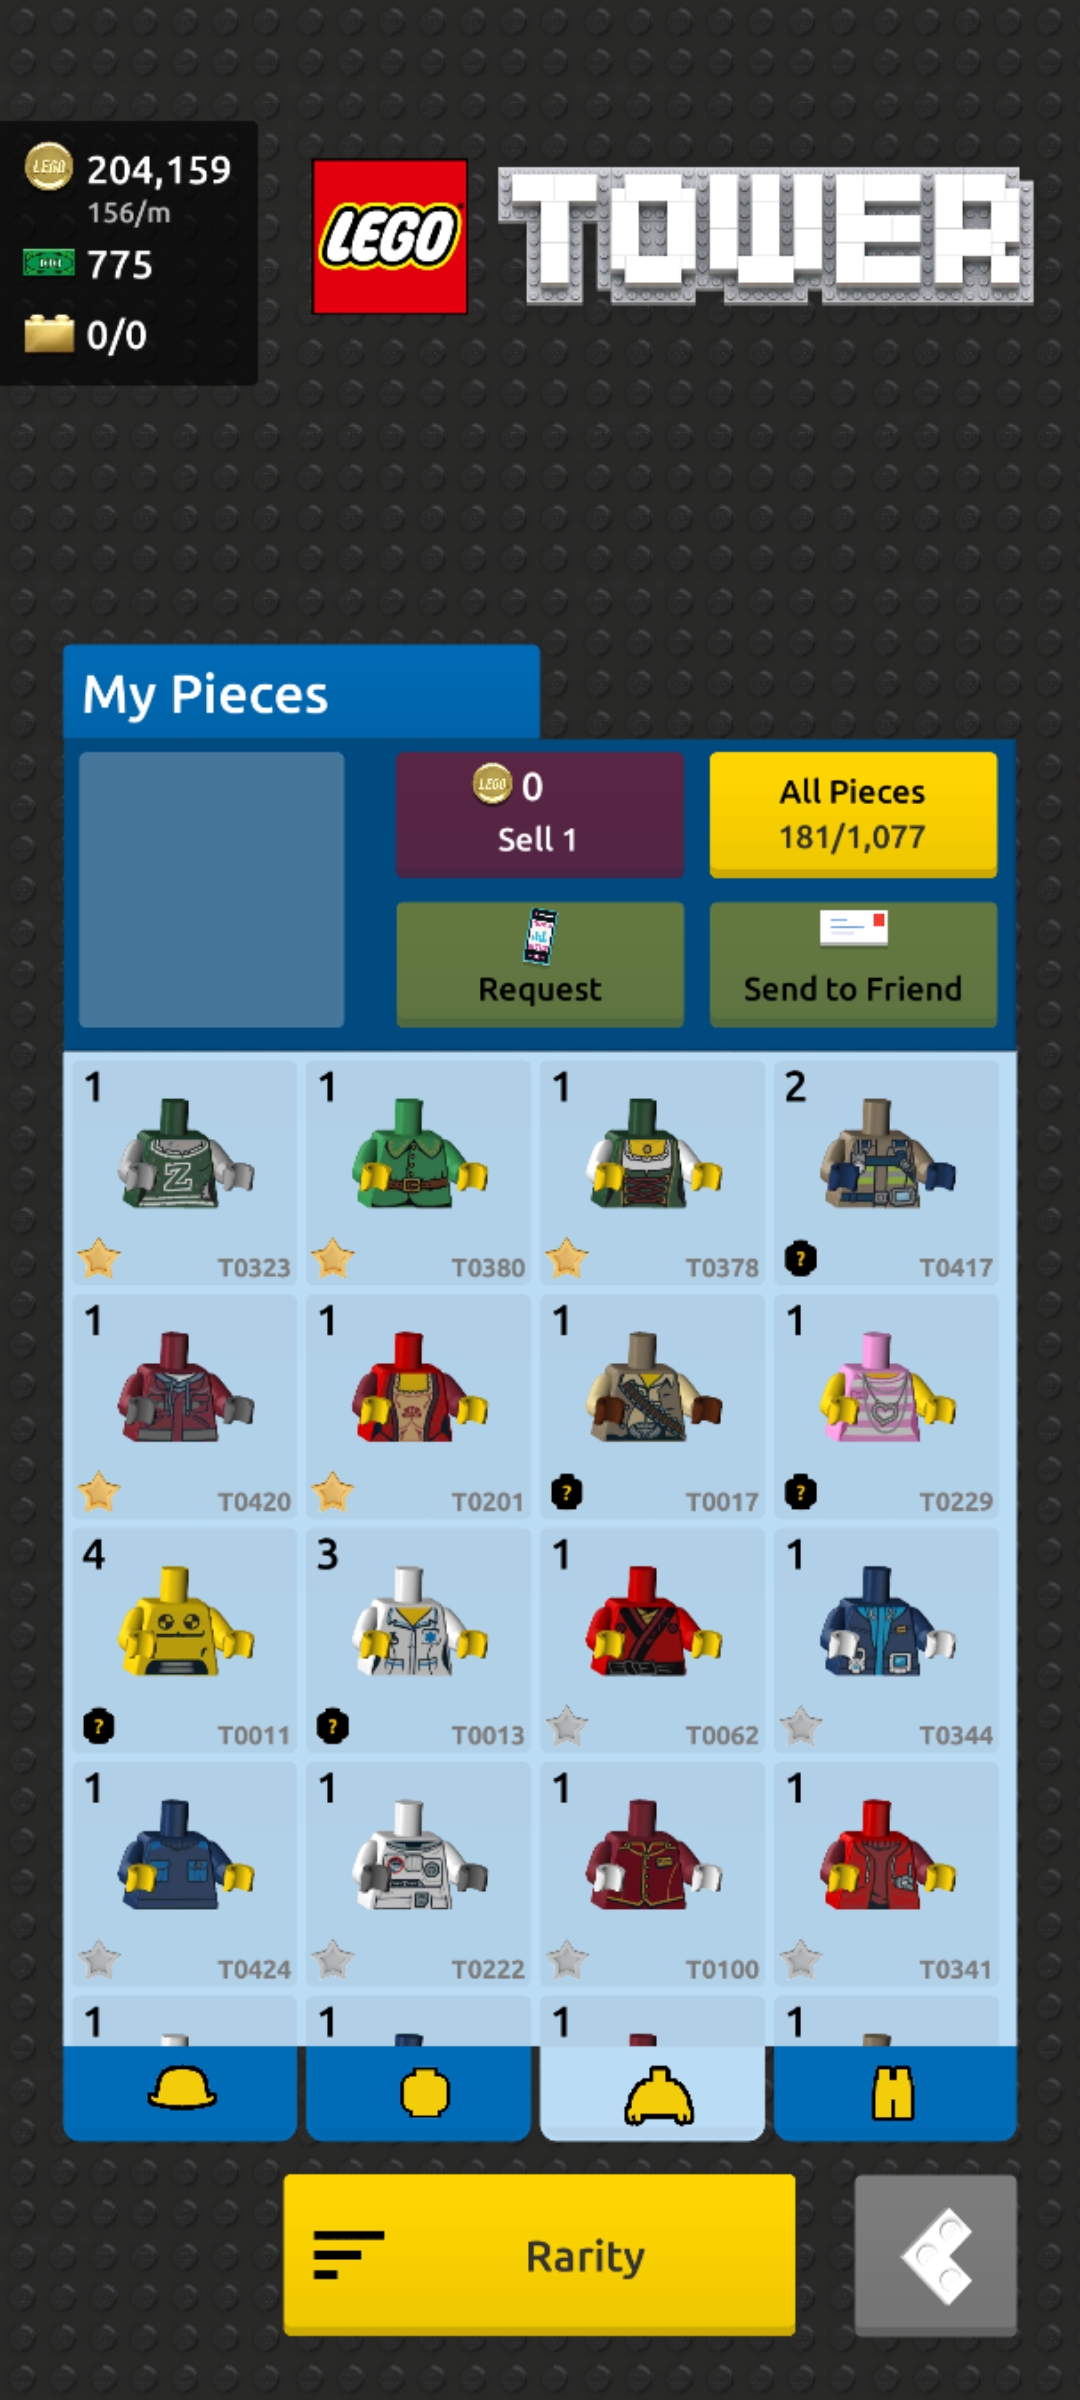 LEGO 204,159
156/m
775
0/0
LEGO TOWER
My Pieces
LEGO 0
Sell 1
All Pieces
181/1,077
Request
Send to Friend
1 1 1 2
Z
? 
T0323 T0380 T0378 T0417
1 1 1 1
? ?
T0420 T0201 T0017 T0229
4 3 1 1
? ?
T0011 T0013 T0062 T0344
1 1 1 1
T0424 T0222 T0100 T0341
1 1 1 1
Rarity